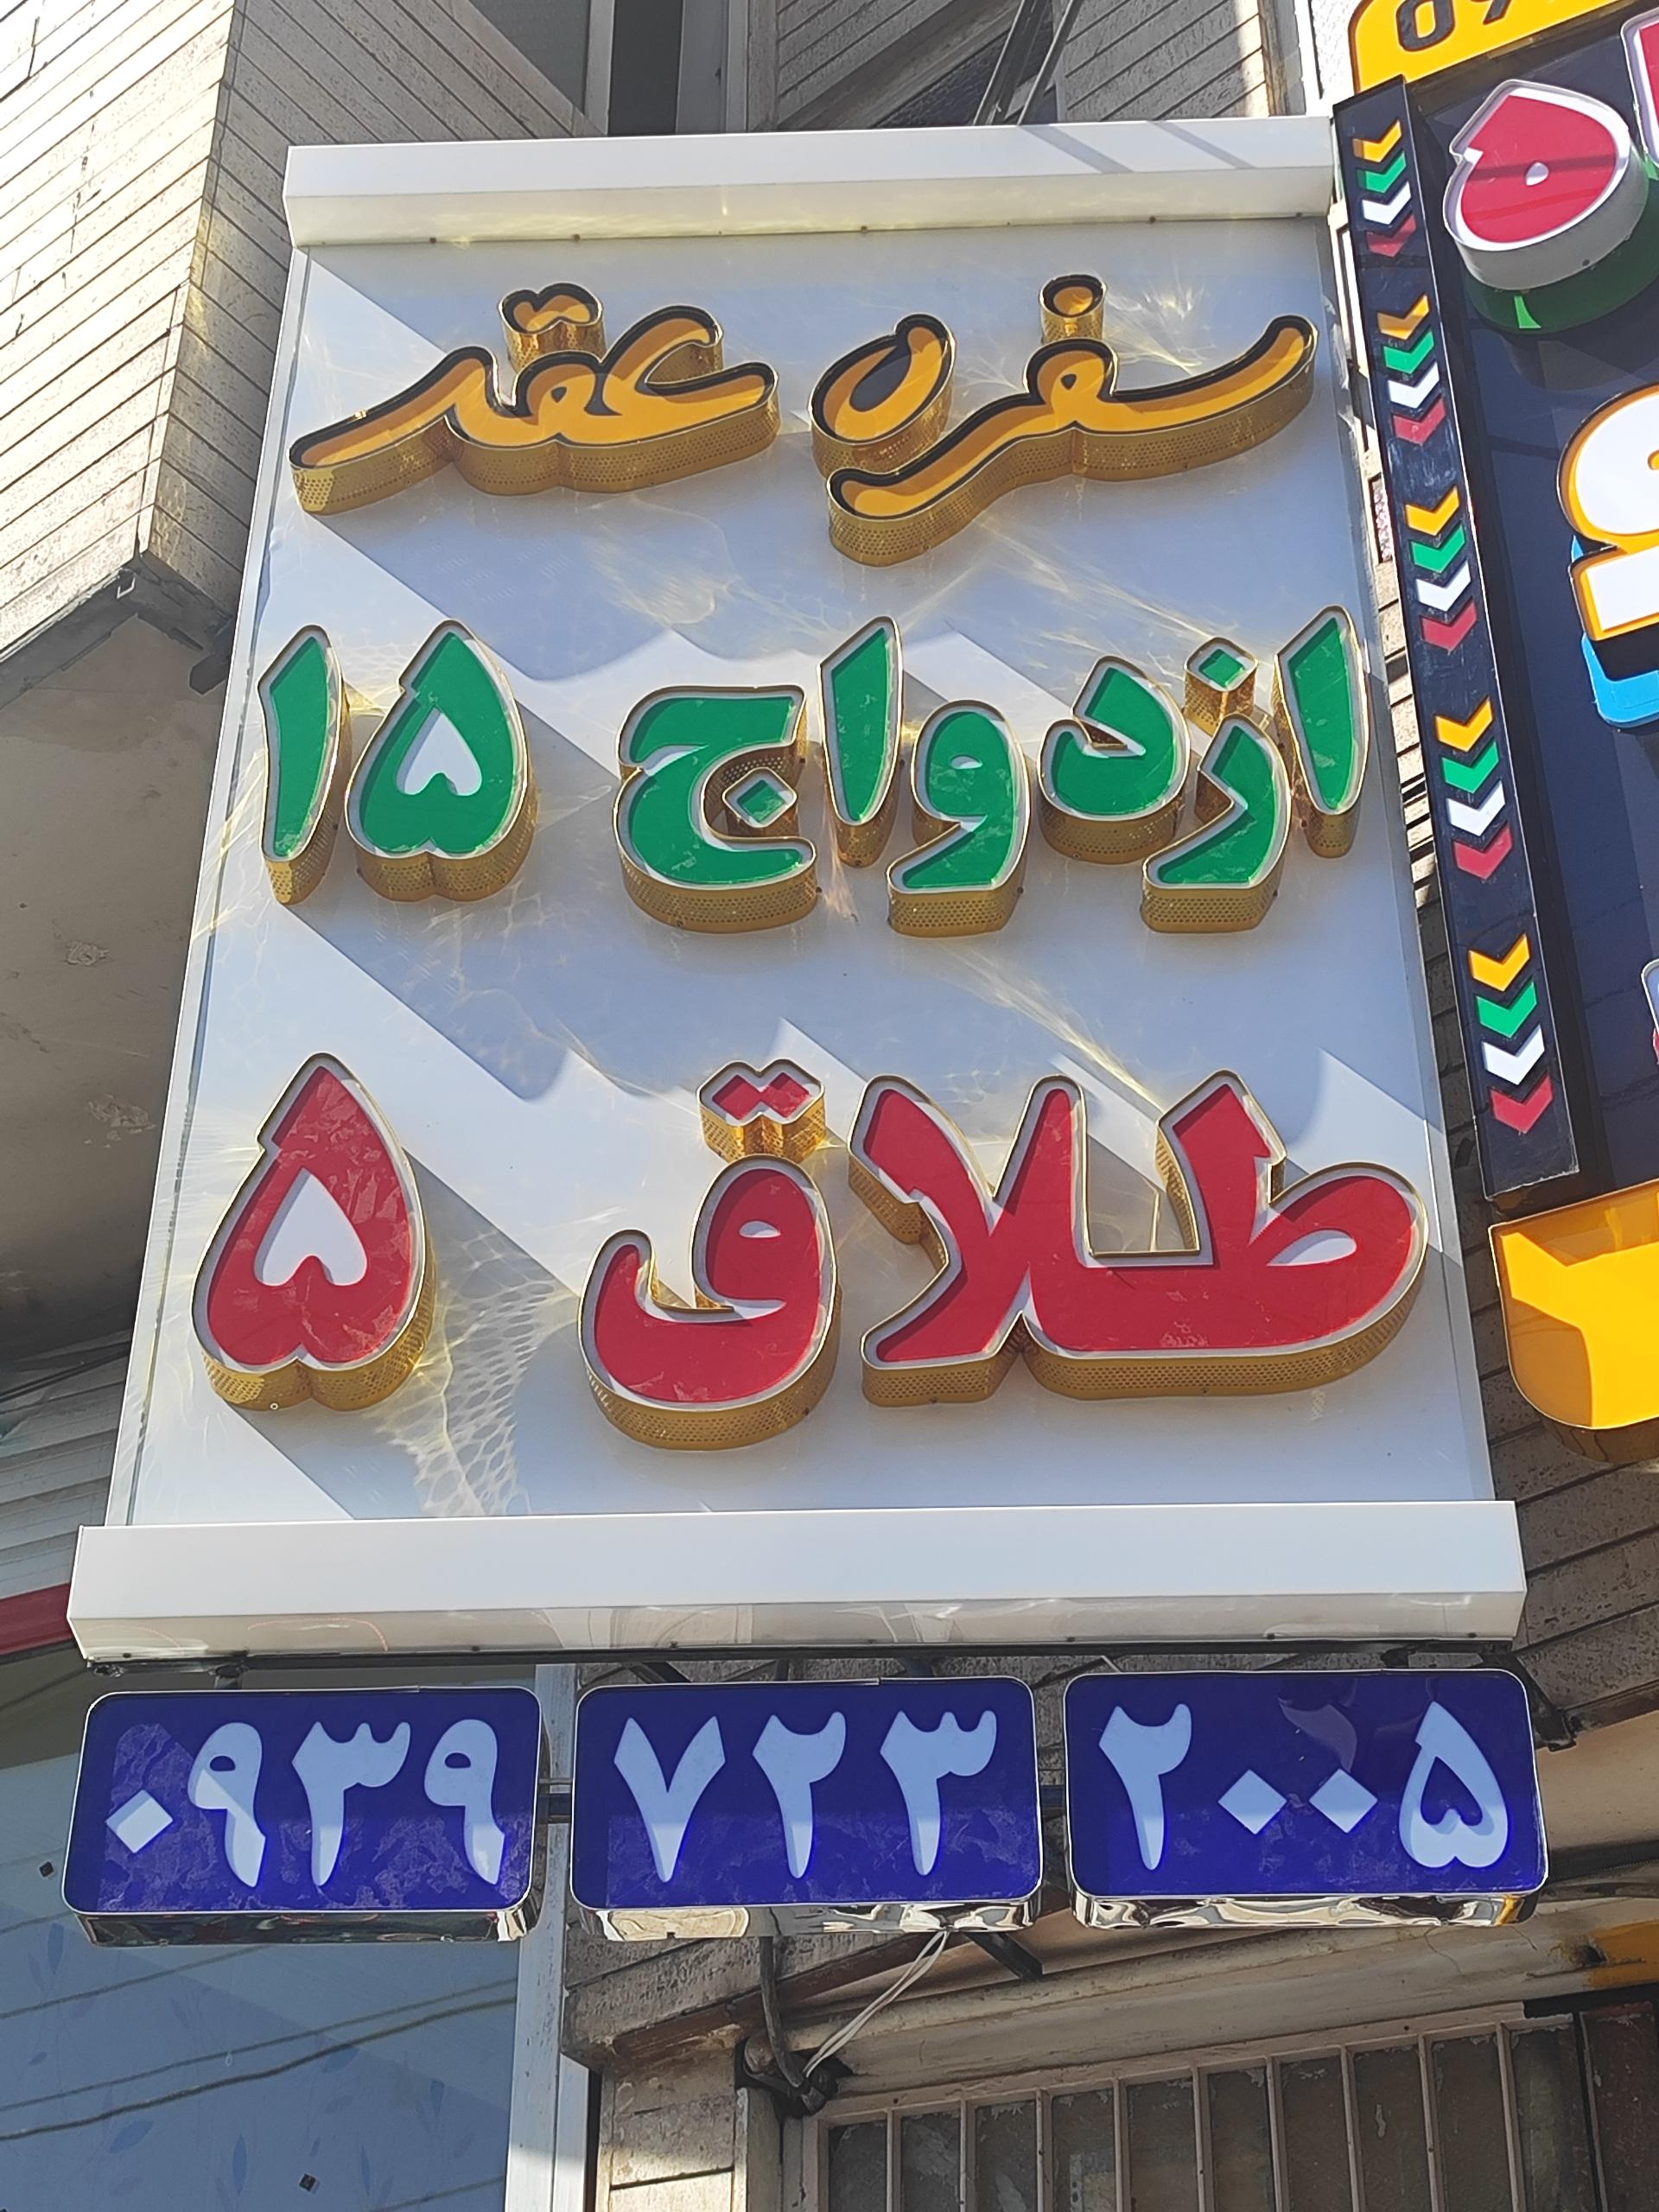 سفره عقد
ازدواج ۱۵
طلاق ۵
۰۹۳۹ ۷۲۳ ۲۰۰۵